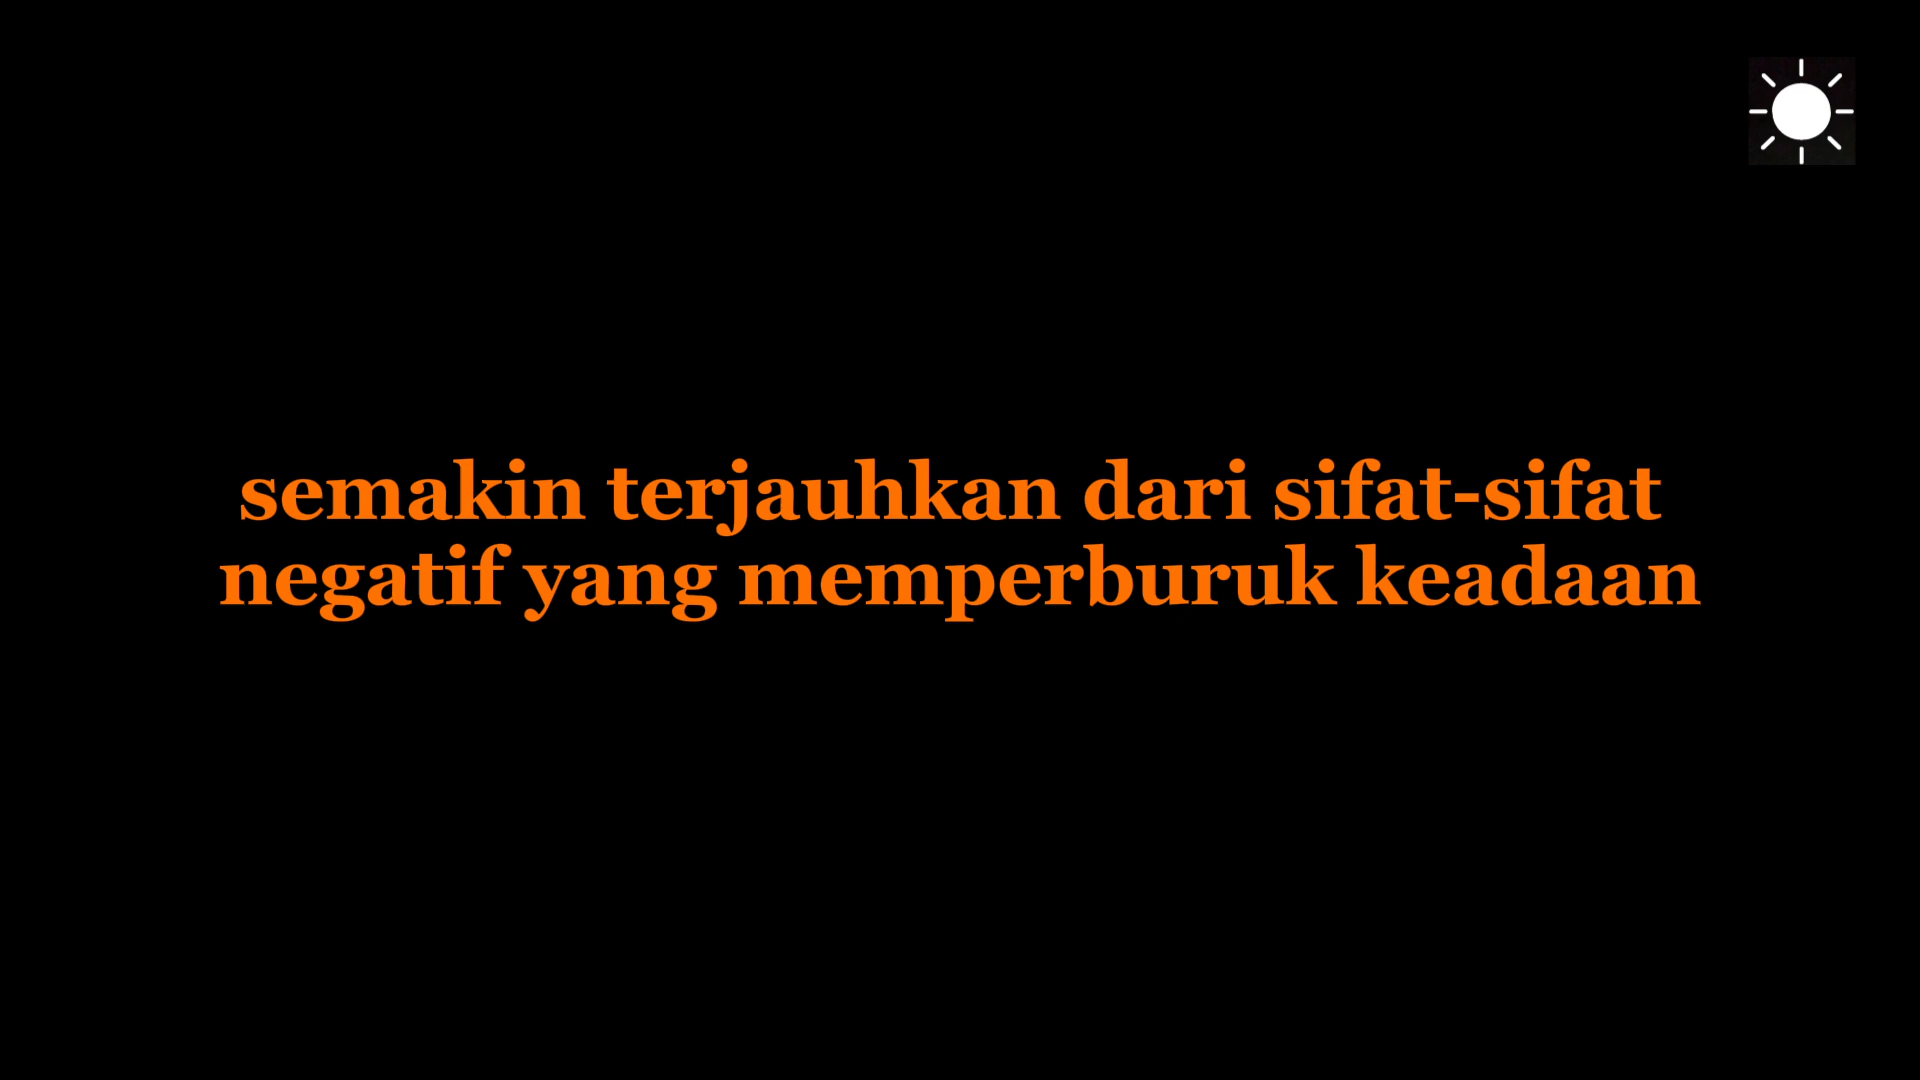 semakin terjauhkan dari sifat-sifat
negatif yang memperburuk keadaan